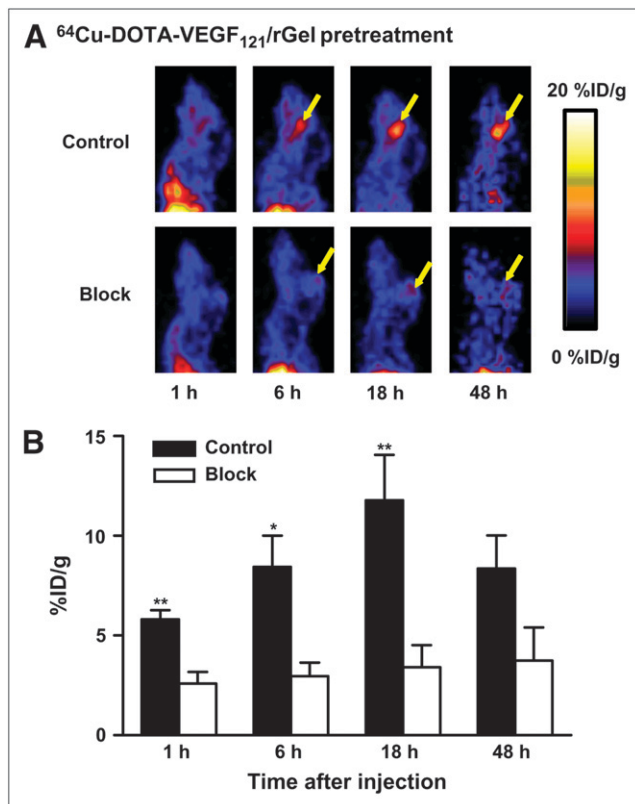 A ⁶⁴Cu-DOTA-VEGF₁₂₁/rGel pretreatment
20 %ID/g
Control
Block
0 %ID/g
1 h 6 h 18 h 48 h
B
15
10
5
0
%ID/g
Control
Block
** * **
1 h 6 h 18 h 48 h
Time after injection